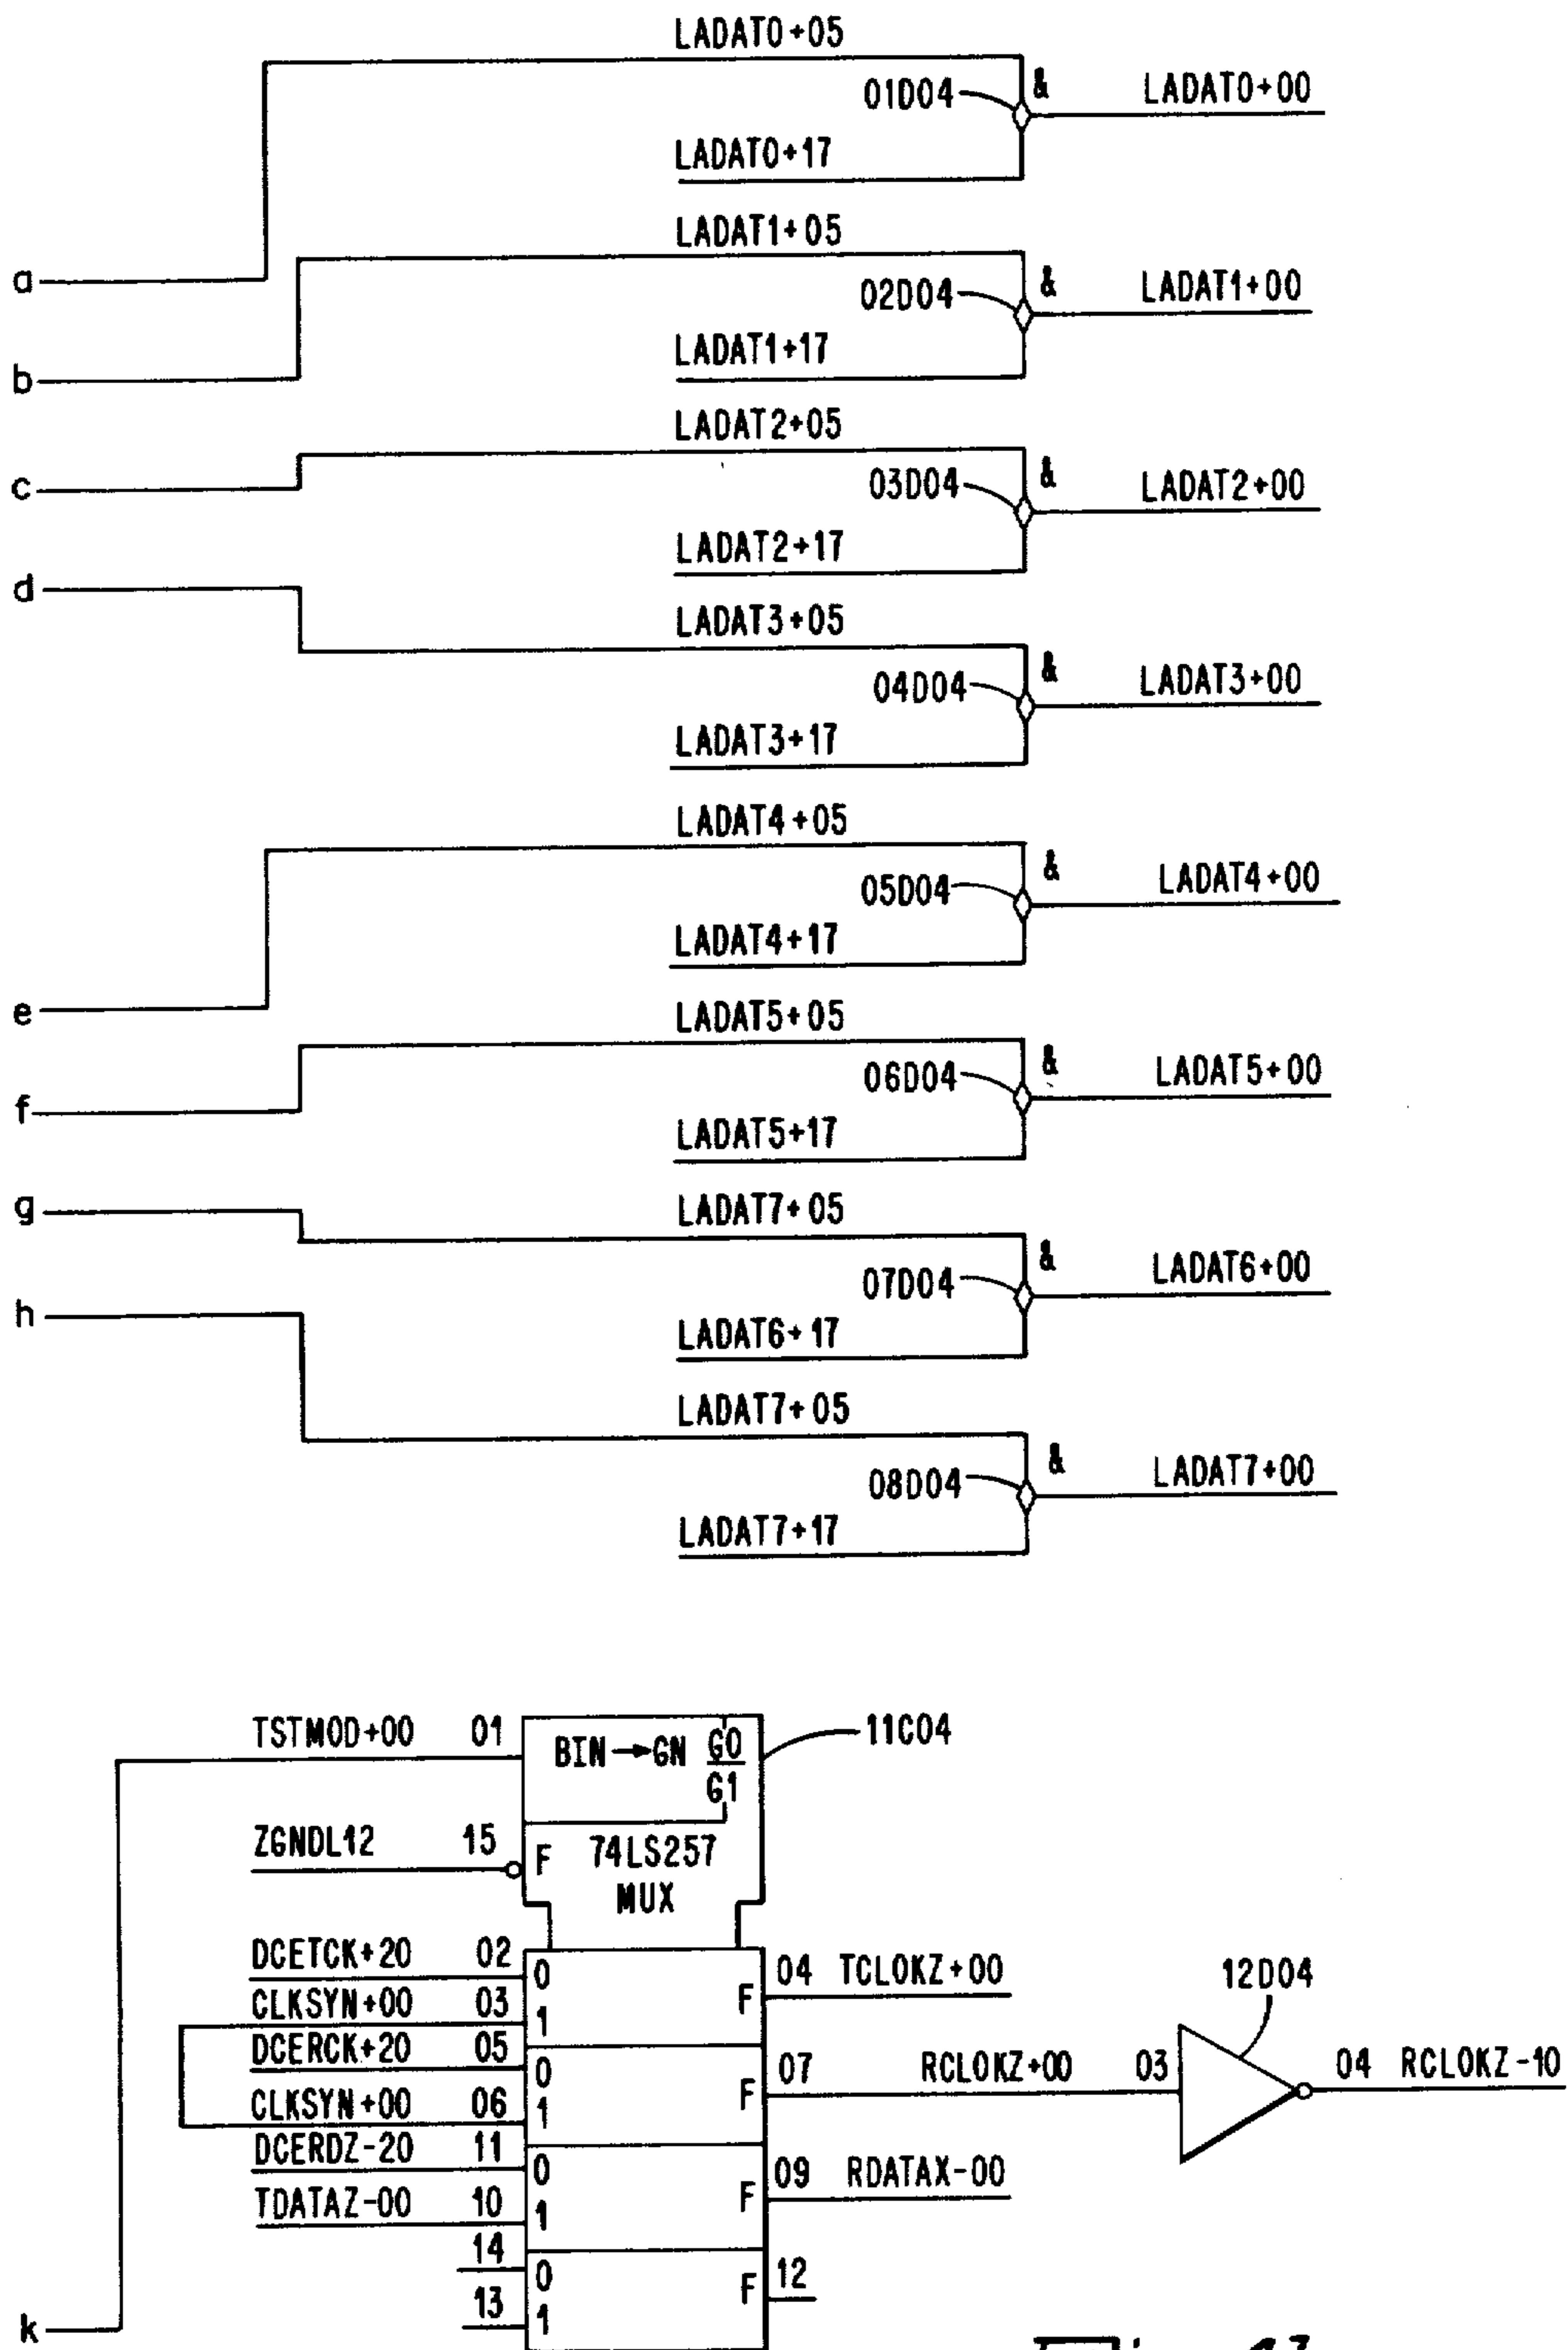 LADAT0+05
01D04 & LADAT0+00
LADAT0+17
LADAT1+05
a
02D04 & LADAT1+00
LADAT1+17
b
LADAT2+05
c
03D04 & LADAT2+00
LADAT2+17
d
LADAT3+05
04D04 & LADAT3+00
LADAT3+17
LADAT4+05
05D04 & LADAT4+00
LADAT4+17
e
LADAT5+05
06D04 & LADAT5+00
f
LADAT5+17
g
LADAT7+05
07D04 & LADAT6+00
h
LADAT6+17
LADAT7+05
08D04 & LADAT7+00
LADAT7+17
TSTMOD+00 01 BIN→GN G0 11C04
G1
ZGNDL12 15 F 74LS257
MUX
DCETCK+20 02 0 F 04 TCLOKZ+00 12D04
CLKSYN+00 03 1
DCERCK+20 05 0 F 07 RCLOKZ+00 03 04 RCLOKZ-10
CLKSYN+00 06 1
DCERDZ-20 11 0 F 09 RDATAX-00
TDATAZ-00 10 1
14 0 F 12
13 1
k